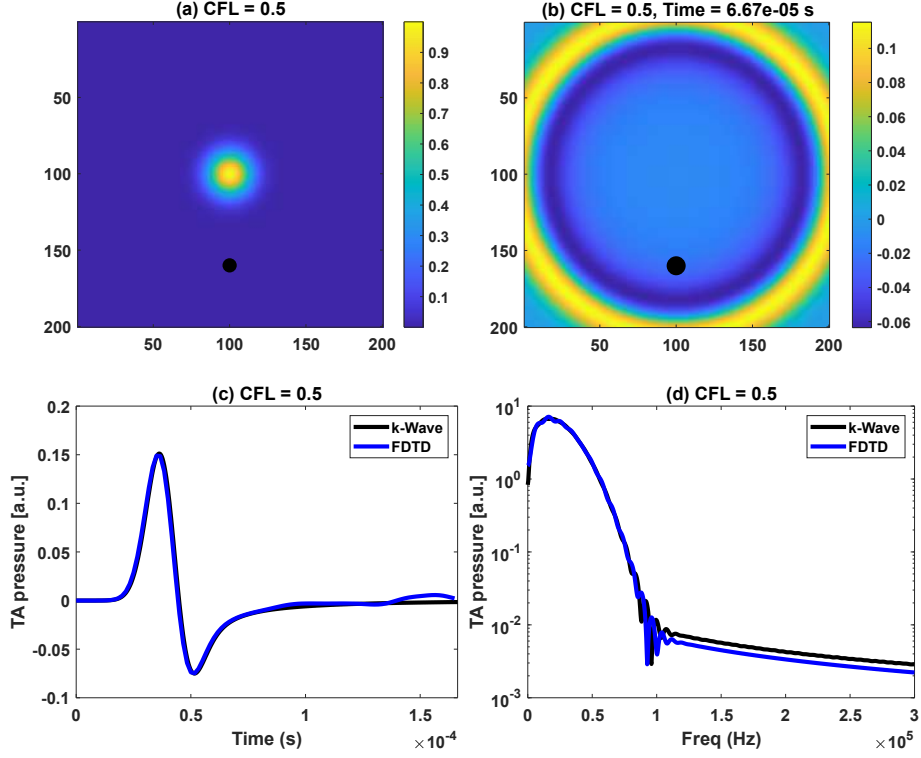 (a) CFL = 0.5
50
100
150
200
50 100 150 200
0.9
0.8
0.7
0.6
0.5
0.4
0.3
0.2
0.1
(b) CFL = 0.5, Time = 6.67e-05 s
50
100
150
200
50 100 150 200
0.1
0.08
0.06
0.04
0.02
0
-0.02
-0.04
-0.06
(c) CFL = 0.5
TA pressure [a.u.]
0.2
0.15
0.1
0.05
0
-0.05
-0.1
k-Wave
FDTD
0 0.5 1 1.5
Time (s)
×10⁻⁴
(d) CFL = 0.5
TA pressure [a.u.]
10¹
10⁰
10⁻¹
10⁻²
10⁻³
k-Wave
FDTD
0 0.5 1 1.5 2 2.5 3
Freq (Hz)
×10⁵